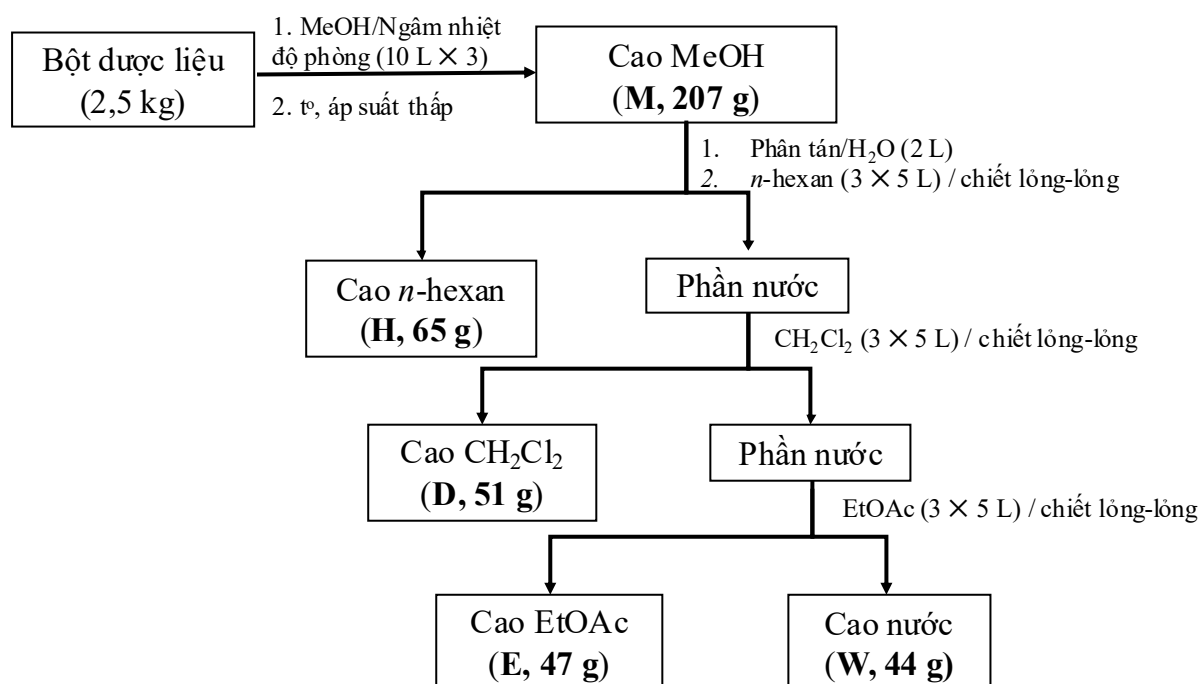 1. MeOH/Ngâm nhiệt
độ phòng (10 L × 3)
2. tº, áp suất thấp
Bột dược liệu
(2,5 kg)
Cao MeOH
(M, 207 g)
1. Phân tán/H₂O (2 L)
2. n-hexan (3 × 5 L) / chiết lỏng-lỏng
Cao n-hexan
(H, 65 g)
Phần nước
CH₂Cl₂ (3 × 5 L) / chiết lỏng-lỏng
Cao CH₂Cl₂
(D, 51 g)
Phần nước
EtOAc (3 × 5 L) / chiết lỏng-lỏng
Cao EtOAc
(E, 47 g)
Cao nước
(W, 44 g)